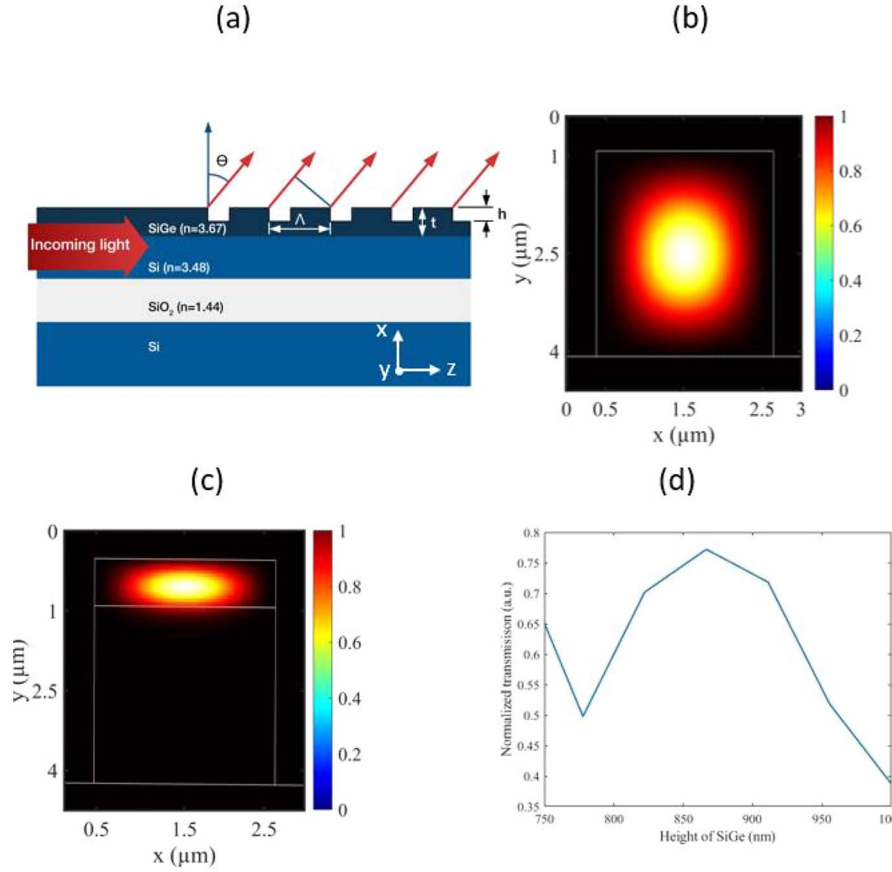 (a)
(b)
Θ
h
SiGe (n=3.67)
Λ
t
Incoming light
Si (n=3.48)
SiO₂ (n=1.44)
Si
x
y
z
0
1
2.5
4
y (μm)
0
0.5
1.5
2.5
3
x (μm)
1
0.8
0.6
0.4
0.2
0
(c)
(d)
0
1
2.5
4
y (μm)
0.5
1.5
2.5
x (μm)
1
0.8
0.6
0.4
0.2
0
0.8
0.75
0.7
0.65
0.6
0.55
0.5
0.45
0.4
0.35
Normalized transmisison (a.u.)
750
800
850
900
950
10
Height of SiGe (nm)